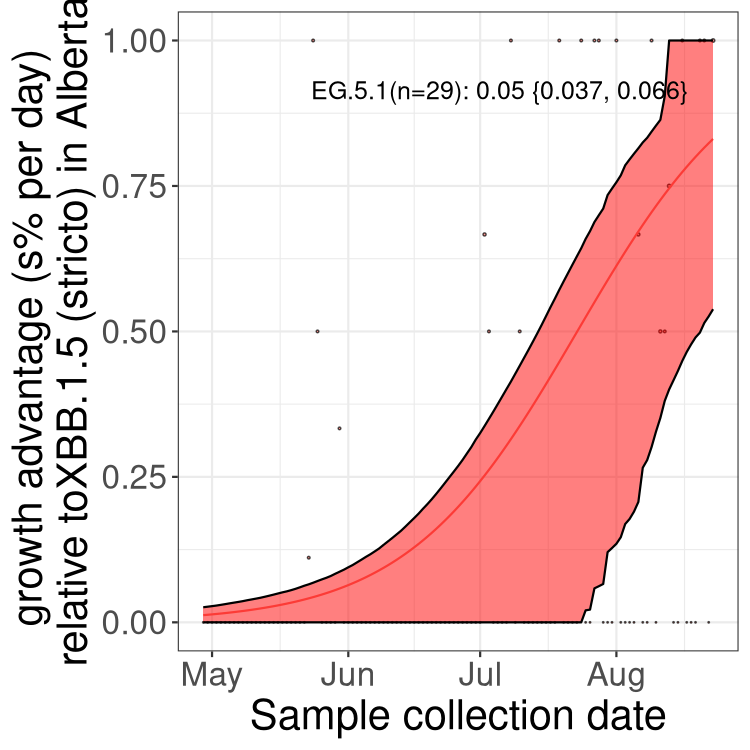 growth advantage (s% per day)
relative toXBB.1.5 (stricto) in Alberta
1.00
0.75
0.50
0.25
0.00
EG.5.1(n=29): 0.05 {0.037, 0.066}
May Jun Jul Aug
Sample collection date